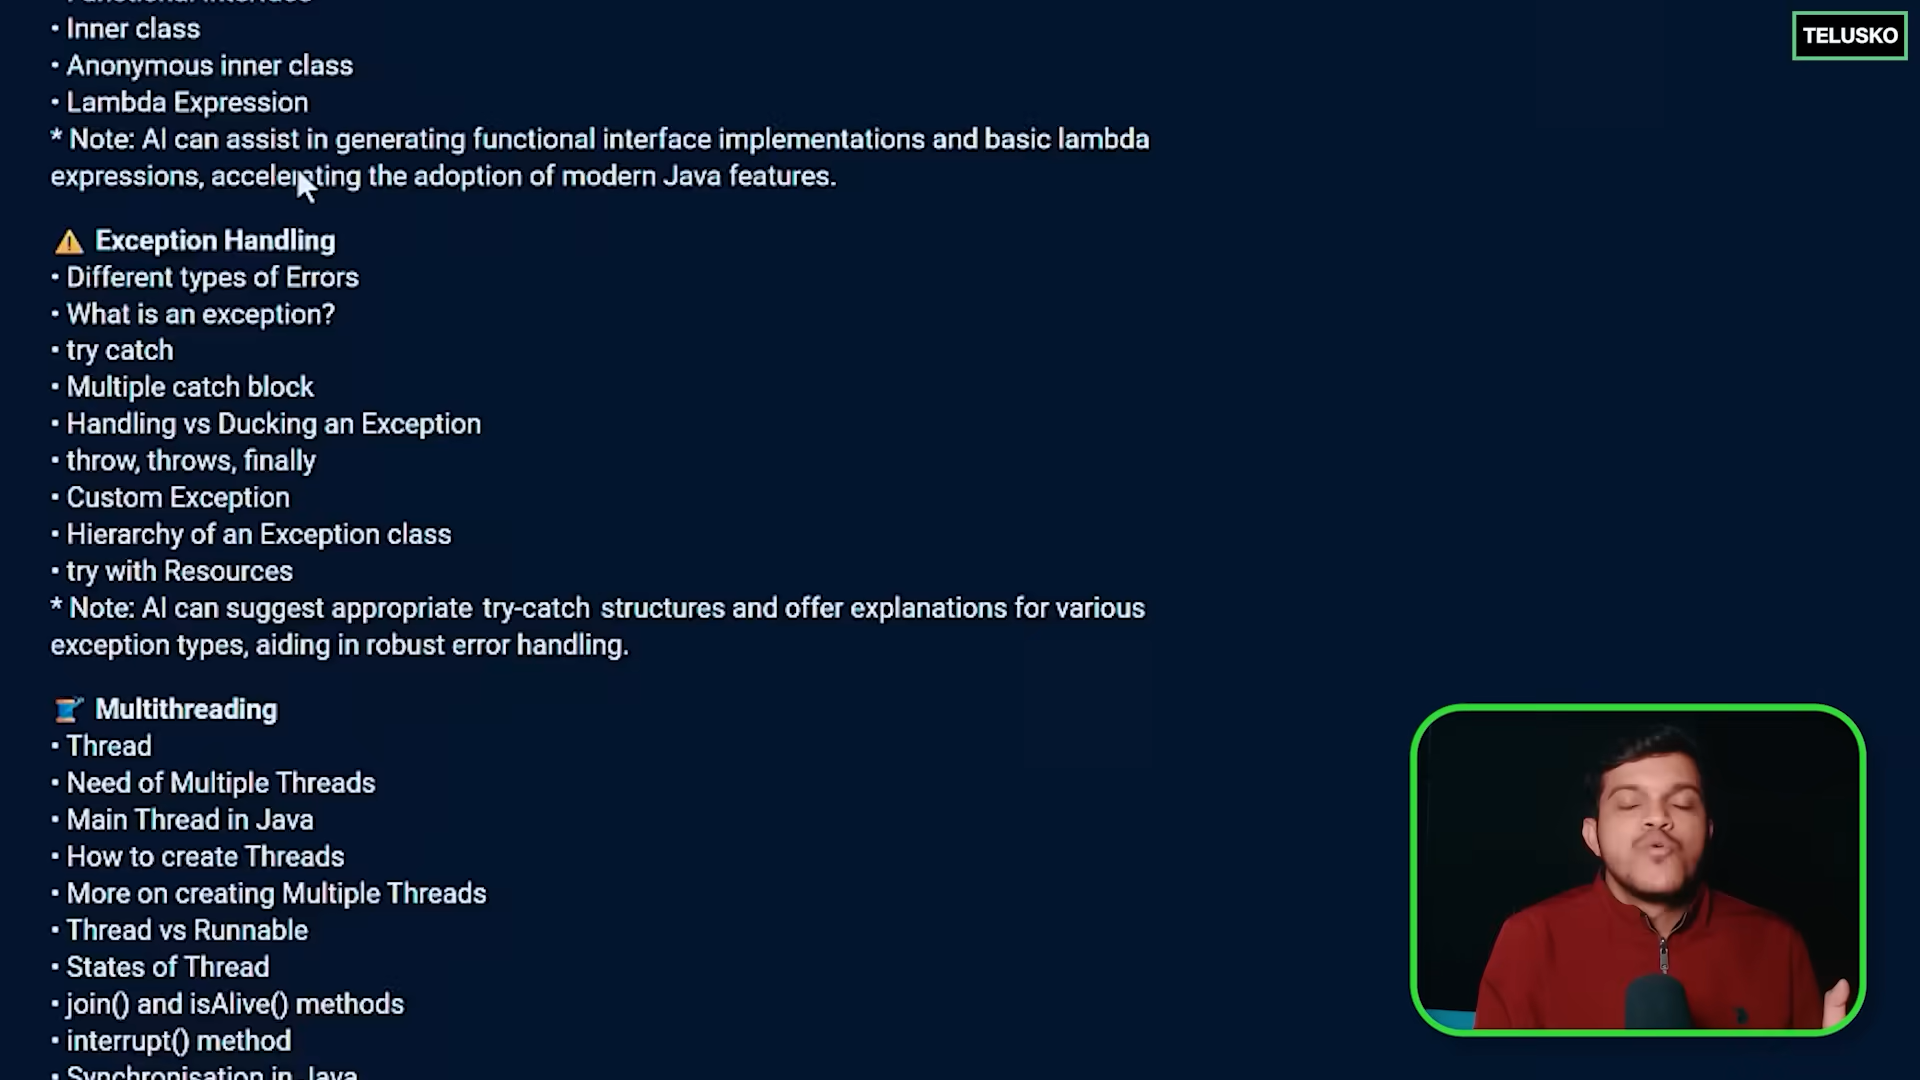 TELUSKO
• Functional Interface
• Inner class
• Anonymous inner class
• Lambda Expression
* Note: AI can assist in generating functional interface implementations and basic lambda
expressions, accelerating the adoption of modern Java features.
⚠️ Exception Handling
• Different types of Errors
• What is an exception?
• try catch
• Multiple catch block
• Handling vs Ducking an Exception
• throw, throws, finally
• Custom Exception
• Hierarchy of an Exception class
• try with Resources
* Note: AI can suggest appropriate try-catch structures and offer explanations for various
exception types, aiding in robust error handling.
🧵 Multithreading
• Thread
• Need of Multiple Threads
• Main Thread in Java
• How to create Threads
• More on creating Multiple Threads
• Thread vs Runnable
• States of Thread
• join() and isAlive() methods
• interrupt() method
• Synchronisation in Java